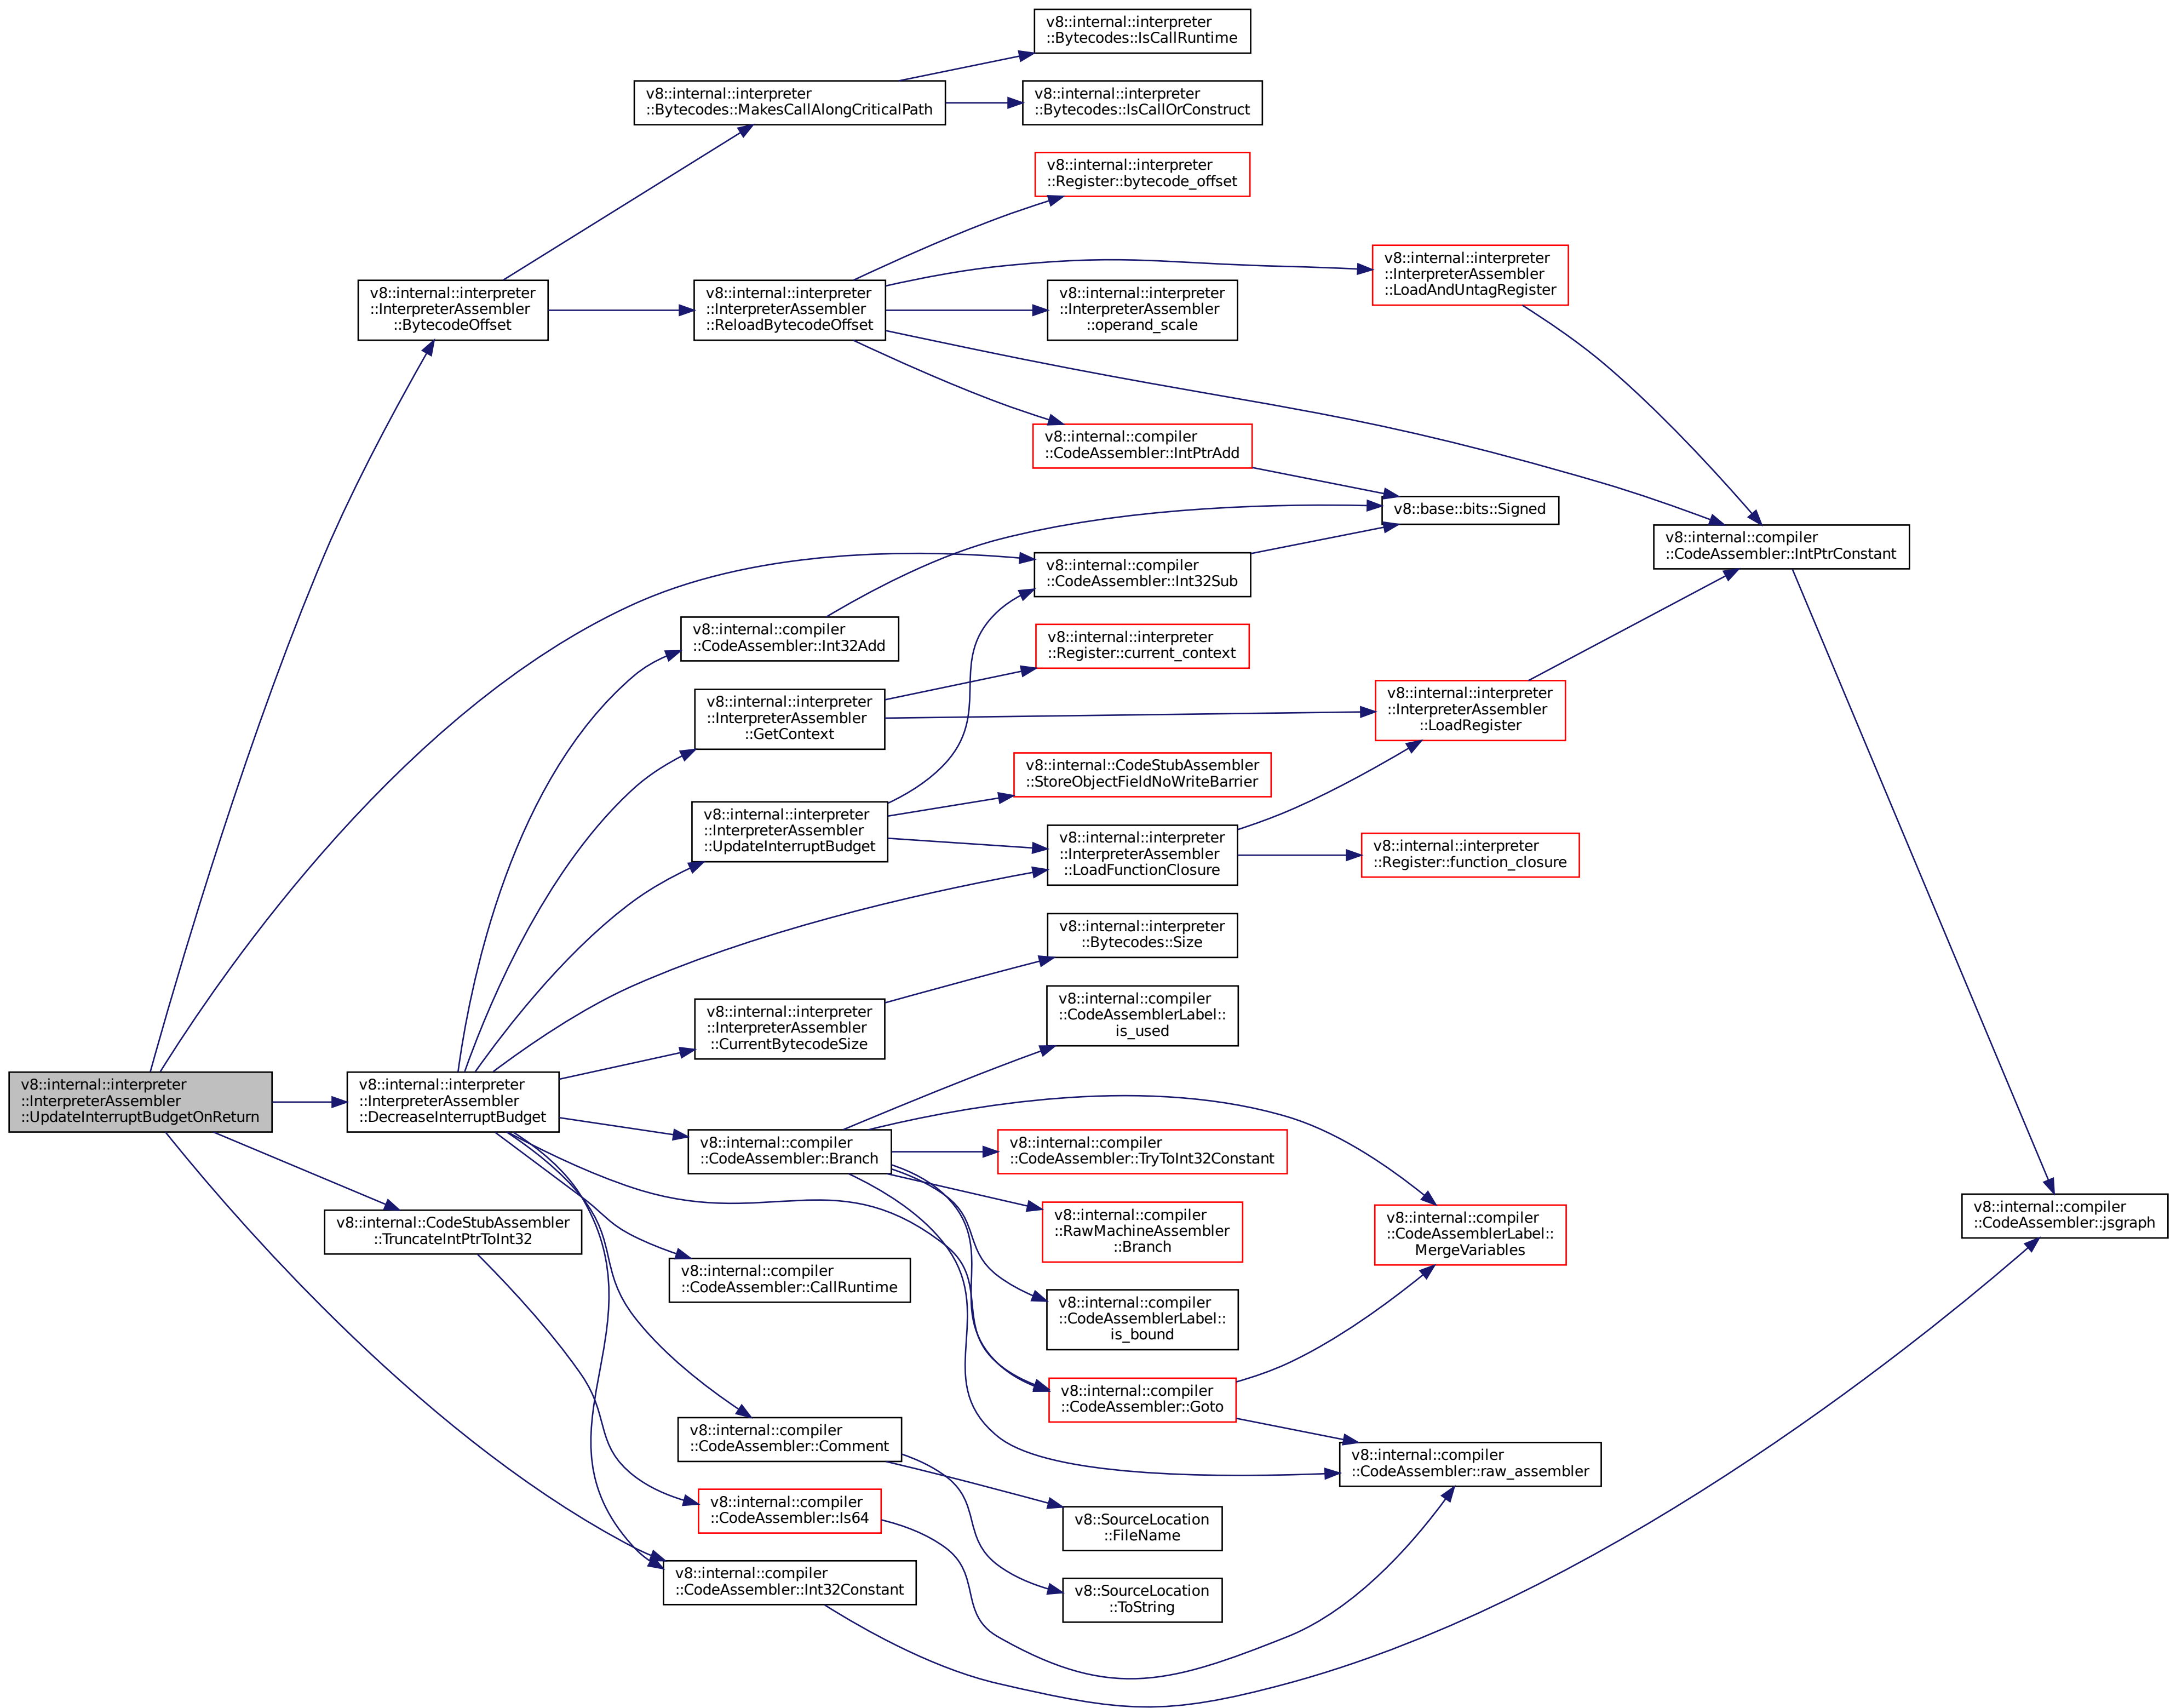 v8::internal::interpreter
::Bytecodes::IsCallRuntime
v8::internal::interpreter
::Bytecodes::MakesCallAlongCriticalPath
v8::internal::interpreter
::Bytecodes::IsCallOrConstruct
v8::internal::interpreter
::Register::bytecode_offset
v8::internal::interpreter
::InterpreterAssembler
::LoadAndUntagRegister
v8::internal::interpreter
::InterpreterAssembler
::BytecodeOffset
v8::internal::interpreter
::InterpreterAssembler
::ReloadBytecodeOffset
v8::internal::interpreter
::InterpreterAssembler
::operand_scale
v8::internal::compiler
::CodeAssembler::IntPtrAdd
v8::base::bits::Signed
v8::internal::compiler
::CodeAssembler::IntPtrConstant
v8::internal::compiler
::CodeAssembler::Int32Sub
v8::internal::compiler
::CodeAssembler::Int32Add
v8::internal::interpreter
::Register::current_context
v8::internal::interpreter
::InterpreterAssembler
::GetContext
v8::internal::interpreter
::InterpreterAssembler
::LoadRegister
v8::internal::CodeStubAssembler
::StoreObjectFieldNoWriteBarrier
v8::internal::interpreter
::InterpreterAssembler
::UpdateInterruptBudget
v8::internal::interpreter
::InterpreterAssembler
::LoadFunctionClosure
v8::internal::interpreter
::Register::function_closure
v8::internal::interpreter
::Bytecodes::Size
v8::internal::interpreter
::InterpreterAssembler
::CurrentBytecodeSize
v8::internal::compiler
::CodeAssemblerLabel::
is_used
v8::internal::interpreter
::InterpreterAssembler
::UpdateInterruptBudgetOnReturn
v8::internal::interpreter
::InterpreterAssembler
::DecreaseInterruptBudget
v8::internal::compiler
::CodeAssembler::Branch
v8::internal::compiler
::CodeAssembler::TryToInt32Constant
v8::internal::compiler
::RawMachineAssembler
::Branch
v8::internal::compiler
::CodeAssemblerLabel::
MergeVariables
v8::internal::compiler
::CodeAssembler::jsgraph
v8::internal::CodeStubAssembler
::TruncateIntPtrToInt32
v8::internal::compiler
::CodeAssembler::CallRuntime
v8::internal::compiler
::CodeAssemblerLabel::
is_bound
v8::internal::compiler
::CodeAssembler::Goto
v8::internal::compiler
::CodeAssembler::Comment
v8::internal::compiler
::CodeAssembler::raw_assembler
v8::internal::compiler
::CodeAssembler::Is64
v8::SourceLocation
::FileName
v8::internal::compiler
::CodeAssembler::Int32Constant
v8::SourceLocation
::ToString